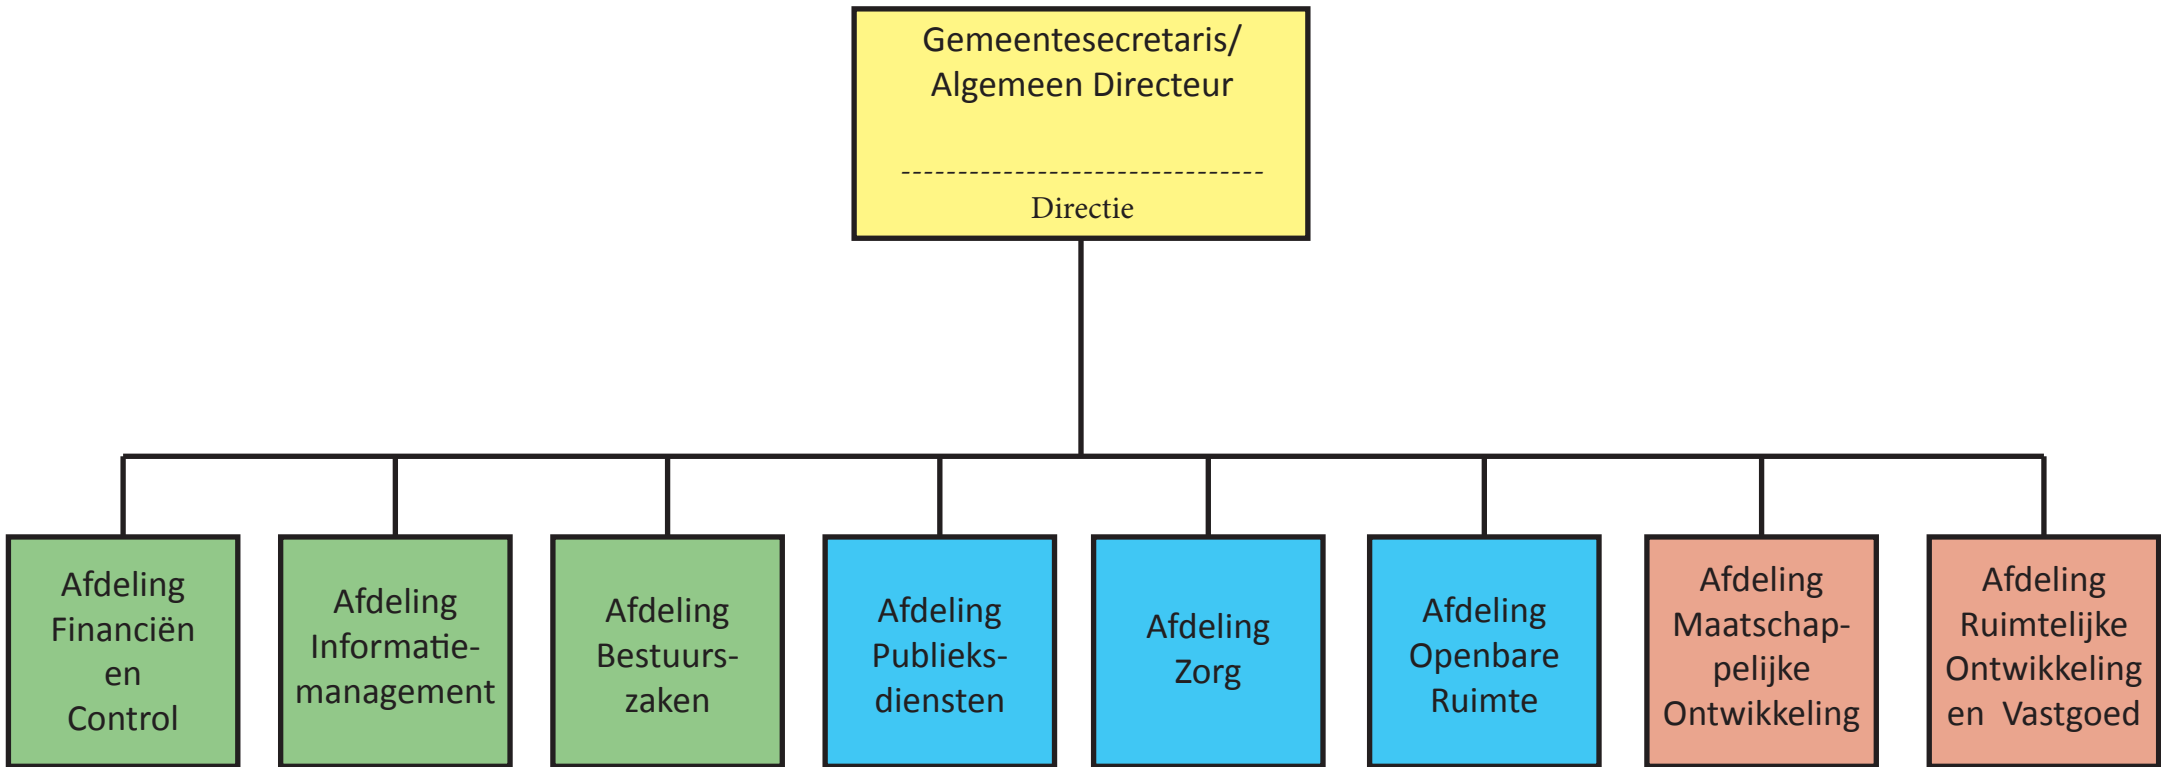 Gemeentesecretaris/
Algemeen Directeur
--------------------------------
Directie
Afdeling
Financiën
en
Control
Afdeling
Informatie-
management
Afdeling
Bestuurs-
zaken
Afdeling
Publieks-
diensten
Afdeling
Zorg
Afdeling
Openbare
Ruimte
Afdeling
Maatschap-
pelijke
Ontwikkeling
Afdeling
Ruimtelijke
Ontwikkeling
en Vastgoed